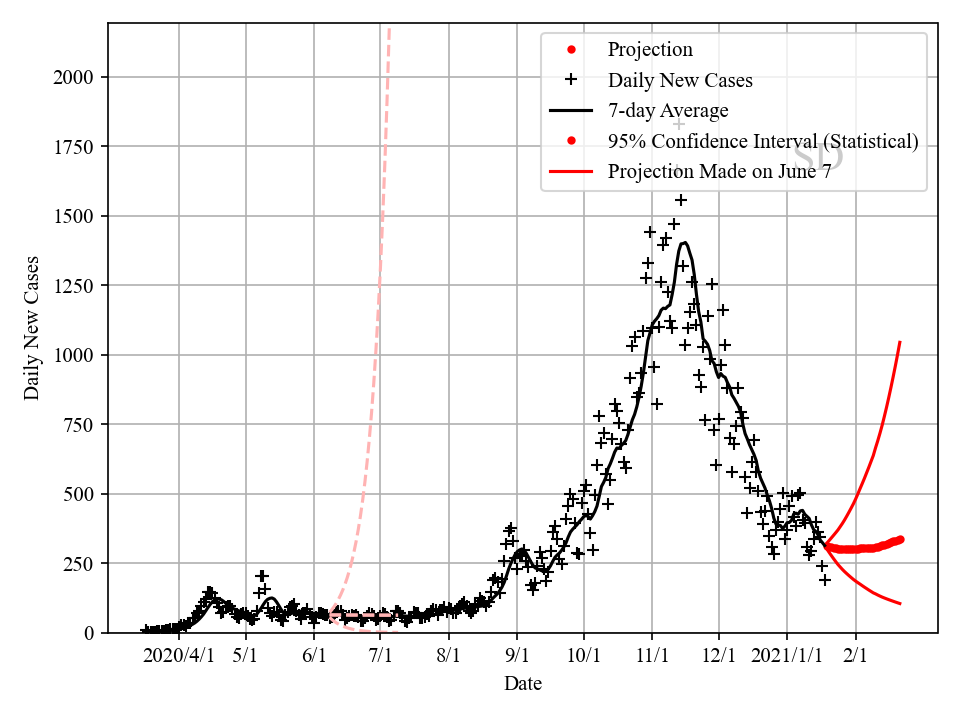 Projection
Daily New Cases
7-day Average
95% Confidence Interval (Statistical)
Projection Made on June 7
SD
2000
1750
1500
1250
1000
750
500
250
0
Daily New Cases
2020/4/1 5/1 6/1 7/1 8/1 9/1 10/1 11/1 12/1 2021/1/1 2/1
Date